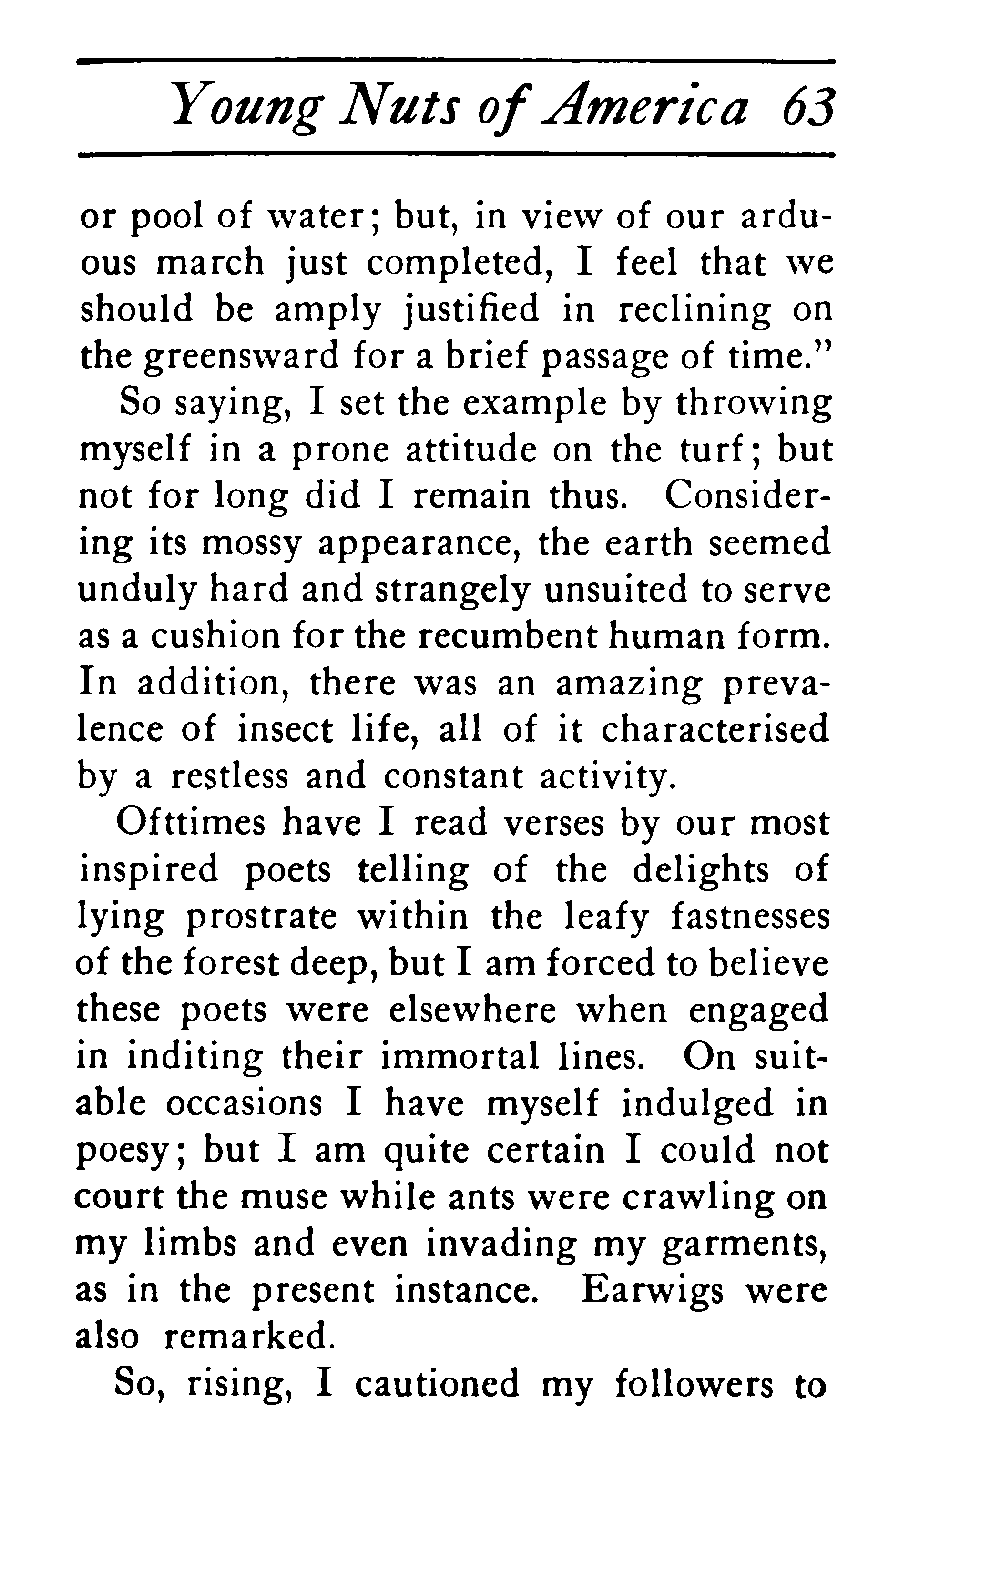 Young Nuts of America 63
or pool of water; but, in view of our ardu-
ous march just completed, I feel that we
should be amply justified in reclining on
the greensward for a brief passage of time."
So saying, I set the example by throwing
myself in a prone attitude on the turf; but
not for long did I remain thus. Consider-
ing its mossy appearance, the earth seemed
unduly hard and strangely unsuited to serve
as a cushion for the recumbent human form.
In addition, there was an amazing preva-
lence of insect life, all of it characterised
by a restless and constant activity.
Ofttimes have I read verses by our most
inspired poets telling of the delights of
lying prostrate within the leafy fastnesses
of the forest deep, but I am forced to believe
these poets were elsewhere when engaged
in inditing their immortal lines. On suit-
able occasions I have myself indulged in
poesy; but I am quite certain I could not
court the muse while ants were crawling on
my limbs and even invading my garments,
as in the present instance. Earwigs were
also remarked.
So, rising, I cautioned my followers to